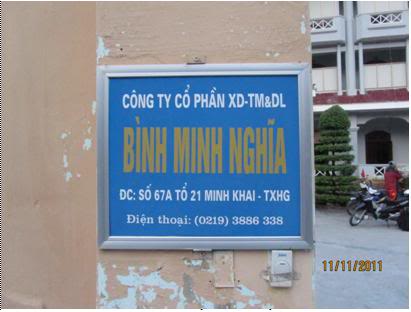 CÔNG TY CỔ PHẦN XD-TM&DL
BÌNH MINH NGHĨA
ĐC: SỐ 67A TỔ 21 MINH KHAI - TXHG
Điện thoại: (0219) 3886 338
11/11/2011